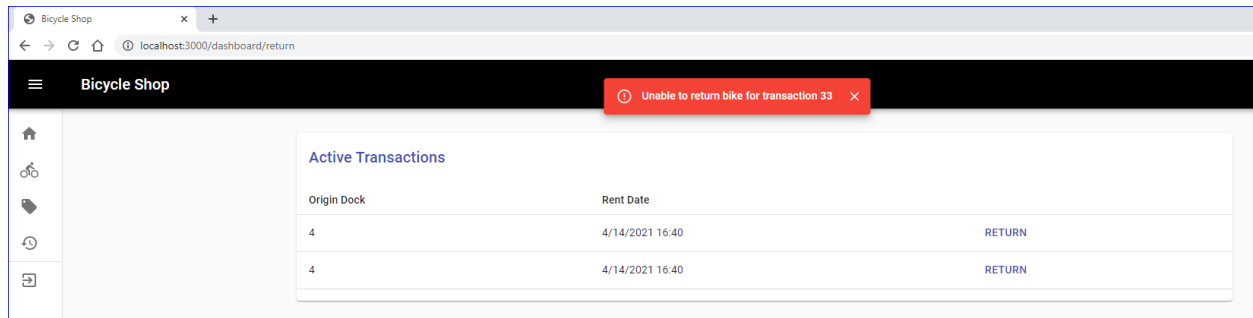 Bicycle Shop
localhost:3000/dashboard/return
Bicycle Shop
Unable to return bike for transaction 33
Active Transactions
Origin Dock Rent Date
4 4/14/2021 16:40 RETURN
4 4/14/2021 16:40 RETURN